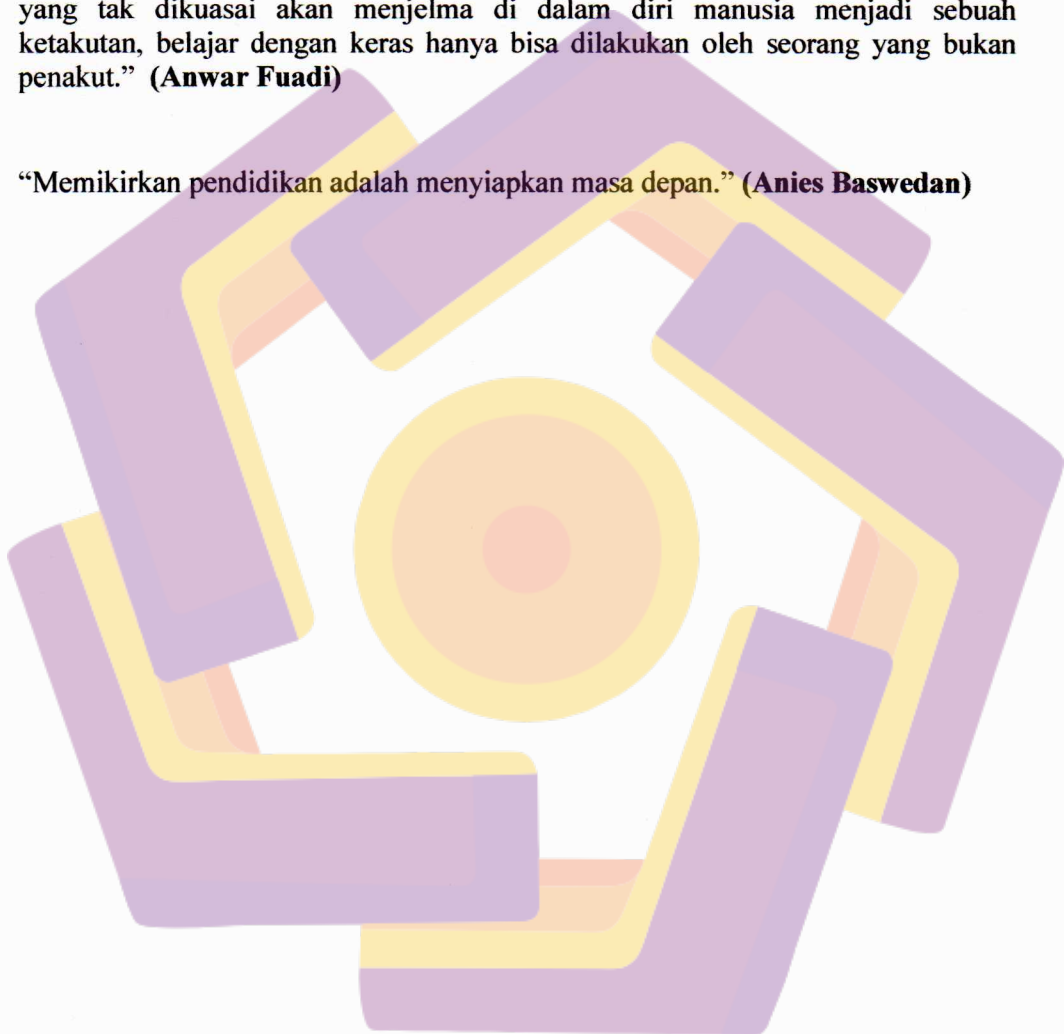 yang tak dikuasai akan menjelma di dalam diri manusia menjadi sebuah
ketakutan, belajar dengan keras hanya bisa dilakukan oleh seorang yang bukan
penakut.” (Anwar Fuadi)
“Memikirkan pendidikan adalah menyiapkan masa depan.” (Anies Baswedan)